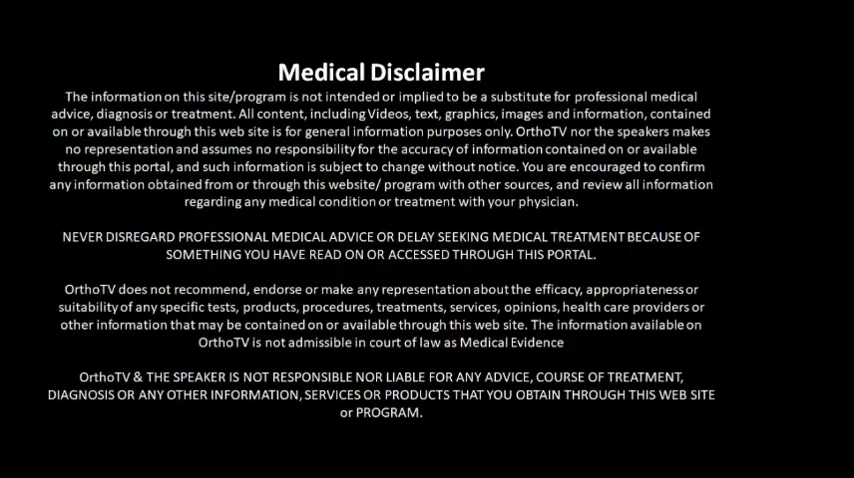 Medical Disclaimer
The information on this site/program is not intended or implied to be a substitute for professional medical
advice, diagnosis or treatment. All content, including Videos, text, graphics, images and information, contained
on or available through this web site is for general information purposes only. OrthoTV nor the speakers makes
no representation and assumes no responsibility for the accuracy of information contained on or available
through this portal, and such information is subject to change without notice. You are encouraged to confirm
any information obtained from or through this website/ program with other sources, and review all information
regarding any medical condition or treatment with your physician.
NEVER DISREGARD PROFESSIONAL MEDICAL ADVICE OR DELAY SEEKING MEDICAL TREATMENT BECAUSE OF
SOMETHING YOU HAVE READ ON OR ACCESSED THROUGH THIS PORTAL.
OrthoTV does not recommend, endorse or make any representation about the efficacy, appropriateness or
suitability of any specific tests, products, procedures, treatments, services, opinions, health care providers or
other information that may be contained on or available through this web site. The information available on
OrthoTV is not admissible in court of law as Medical Evidence
OrthoTV & THE SPEAKER IS NOT RESPONSIBLE NOR LIABLE FOR ANY ADVICE, COURSE OF TREATMENT,
DIAGNOSIS OR ANY OTHER INFORMATION, SERVICES OR PRODUCTS THAT YOU OBTAIN THROUGH THIS WEB SITE
or PROGRAM.